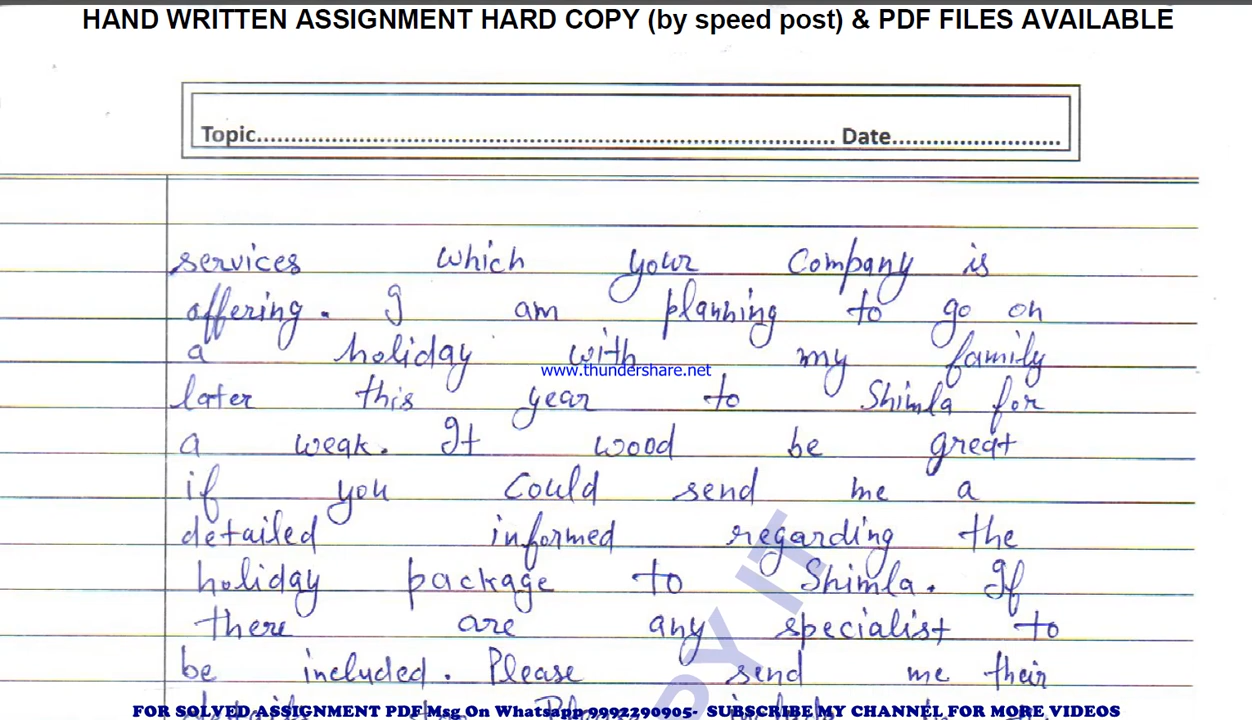 HAND WRITTEN ASSIGNMENT HARD COPY (by speed post) & PDF FILES AVAILABLE
Topic.......................................................................... Date.........................
services which your Company is
offering. I am planning to go on
a holiday with my family
www.thundershare.net
later this year to Shimla for
a weak. It wood be great
if you Could send me a
detailed informed regarding the
holiday package to Shimla. If
there are any specialist to
be included. Please send me their
PY IT
FOR SOLVED ASSIGNMENT PDF Msg On Whatsapp 9992290905- SUBSCRIBE MY CHANNEL FOR MORE VIDEOS